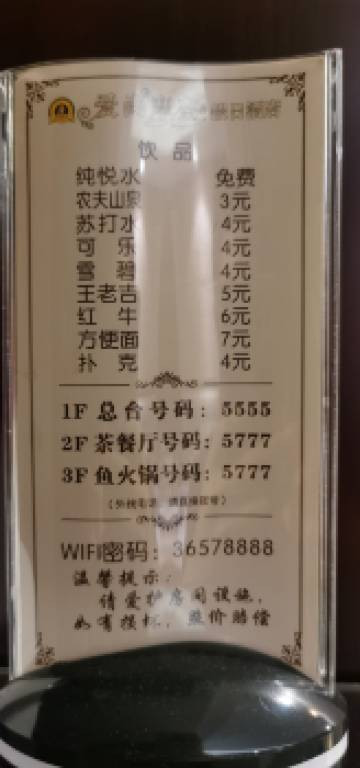 饮 品
纯悦水 免费
农夫山泉 3元
苏打水 4元
可 乐 4元
雪 碧 4元
王老吉 5元
红 牛 6元
方便面 7元
扑 克 4元
1F 总台号码：5555
2F 茶餐厅号码：5777
3F 鱼火锅号码：5777
WIFI密码：36578888
温馨提示：
请爱护房间设施，
如有损坏，照价赔偿